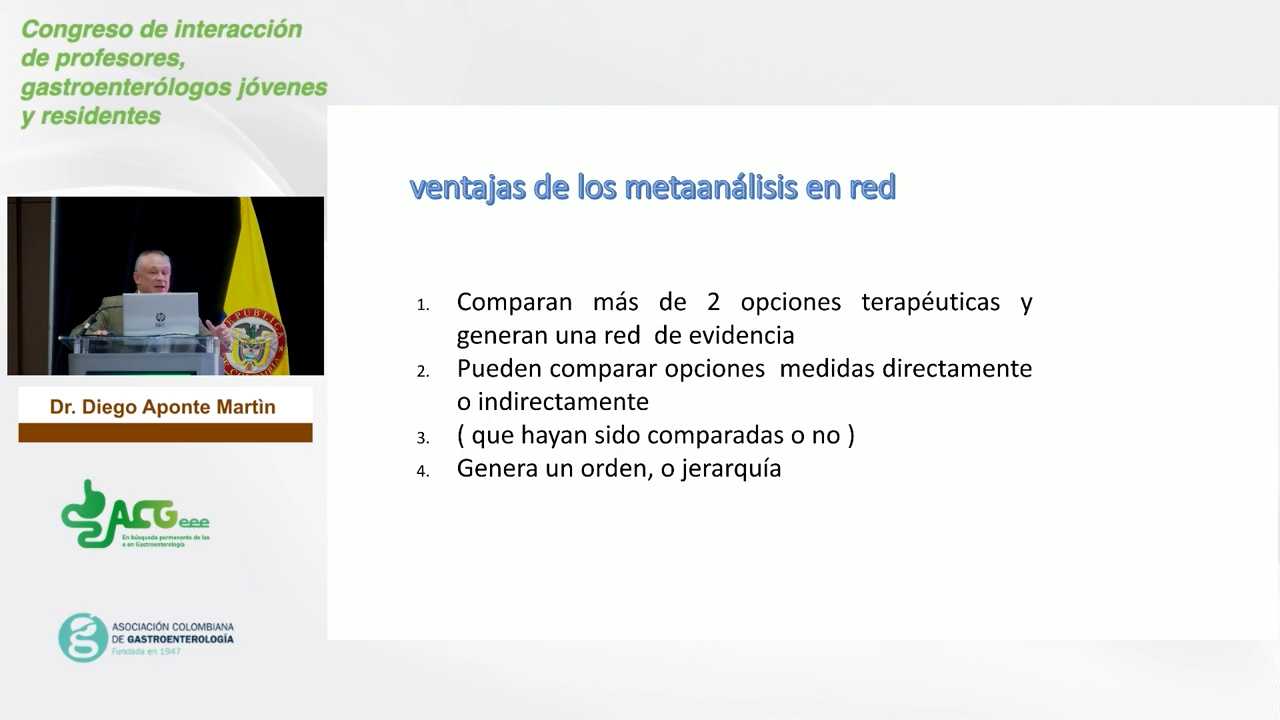 Congreso de interacción
de profesores,
gastroenterólogos jóvenes
y residentes
ventajas de los metaanálisis en red
1. Comparan más de 2 opciones terapéuticas y
generan una red de evidencia
2. Pueden comparar opciones medidas directamente
o indirectamente
3. ( que hayan sido comparadas o no )
4. Genera un orden, o jerarquía
Dr. Diego Aponte Martìn
ACGeee
En búsqueda permanente de las
e en Gastroenterología
ASOCIACIÓN COLOMBIANA
DE GASTROENTEROLOGÍA
Fundada en 1947
hp